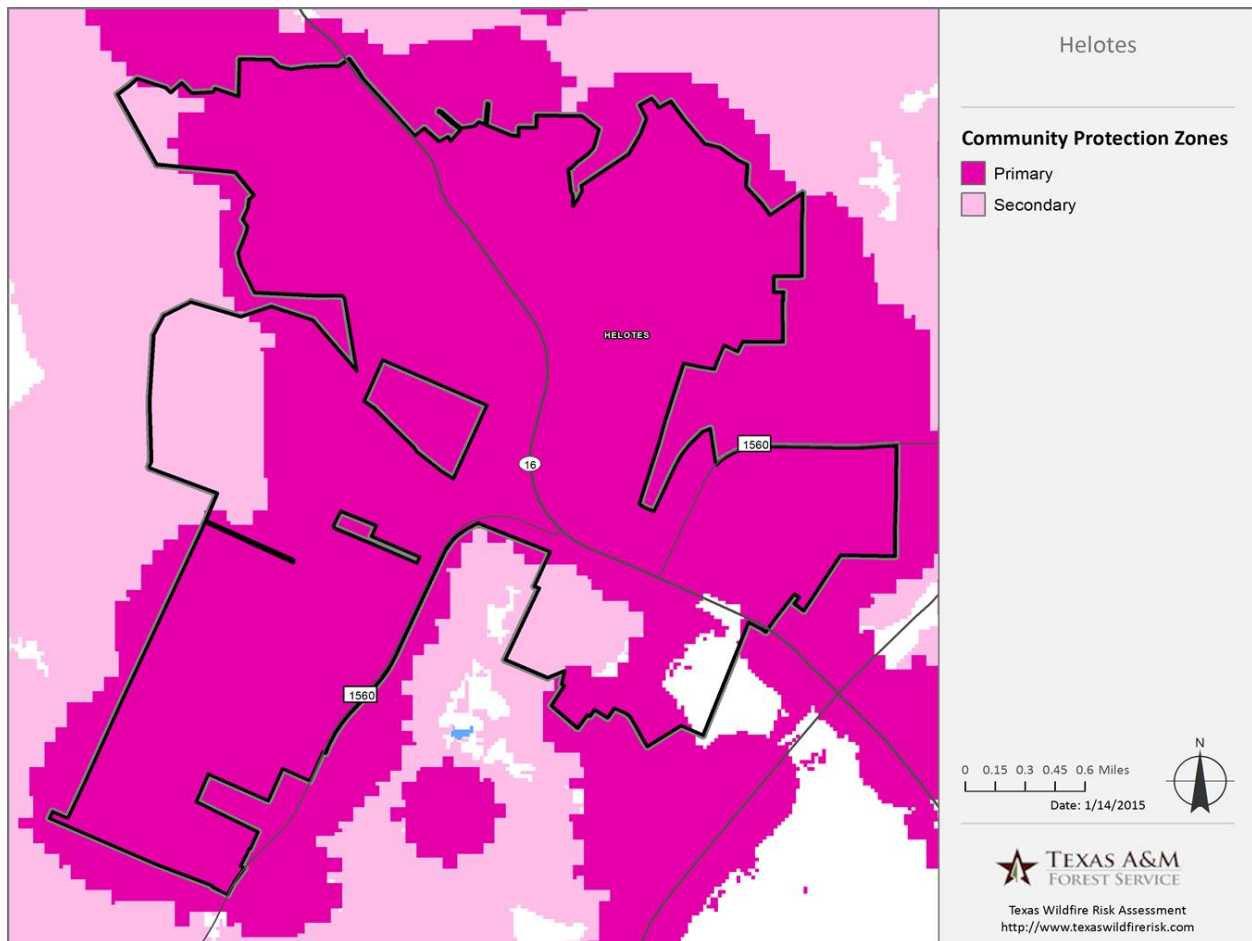 Helotes
Community Protection Zones
Primary
Secondary
HELOTES
1560
16
1560
N
0 0.15 0.3 0.45 0.6 Miles
Date: 1/14/2015
TEXAS A&M
FOREST SERVICE
Texas Wildfire Risk Assessment
http://www.texaswildfirerisk.com